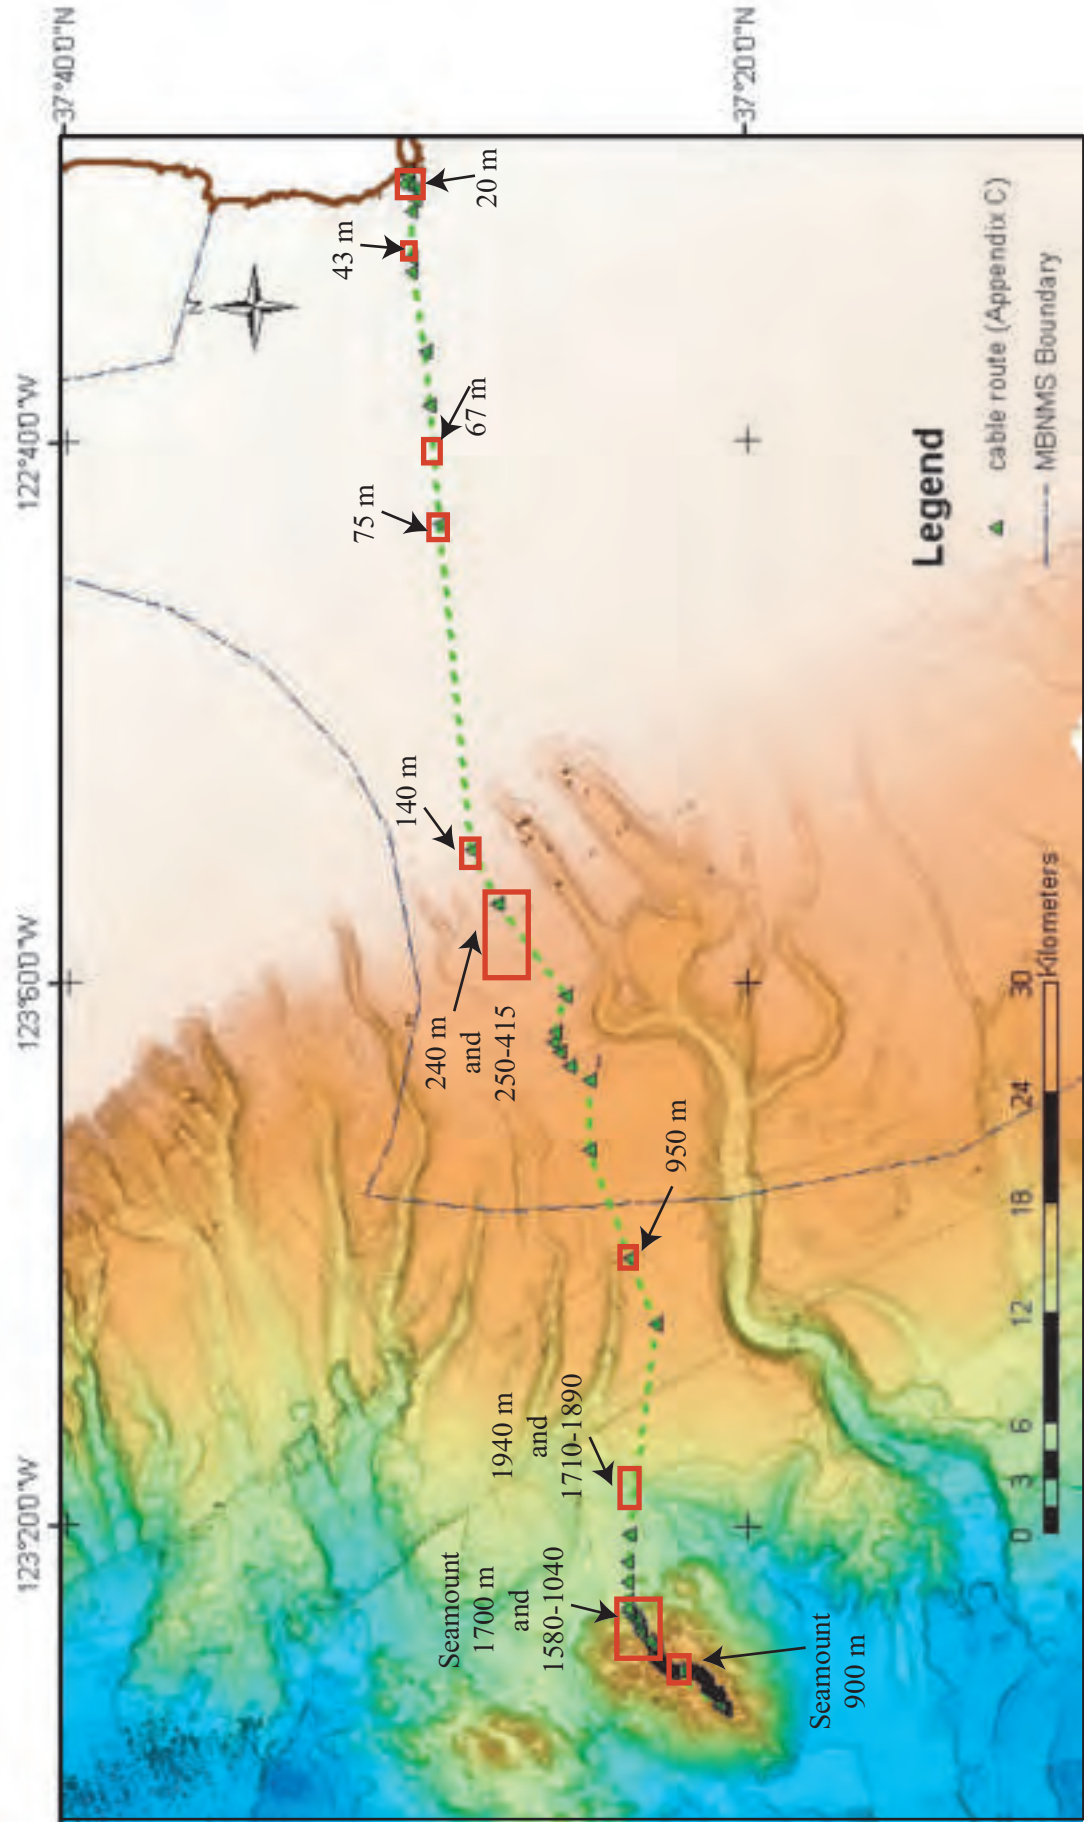 123°20'0"W
123°50'0"W
122°40'0"W
37°40'0"N
37°20'0"N
N
Seamount
1700 m
and
1580-1040
Seamount
900 m
1940 m
and
1710-1890
950 m
240 m
and
250-415
140 m
75 m
67 m
43 m
20 m
Legend
cable route (Appendix C)
MBNMS Boundary
0 3 6 12 18 24 30
Kilometers